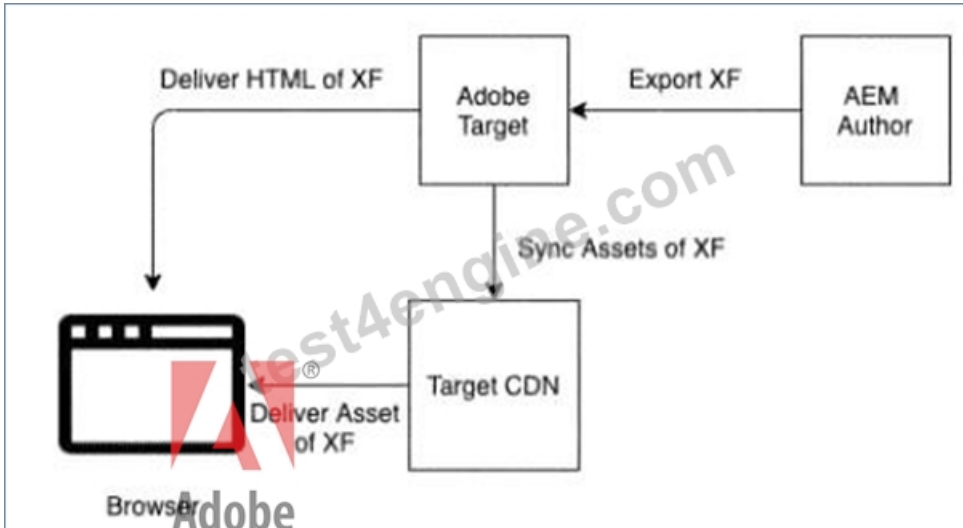 Deliver HTML of XF
Adobe
Target
Export XF
AEM
Author
Sync Assets of XF
test4engine.com
Target CDN
®
Deliver Asset
of XF
Browser
Adobe